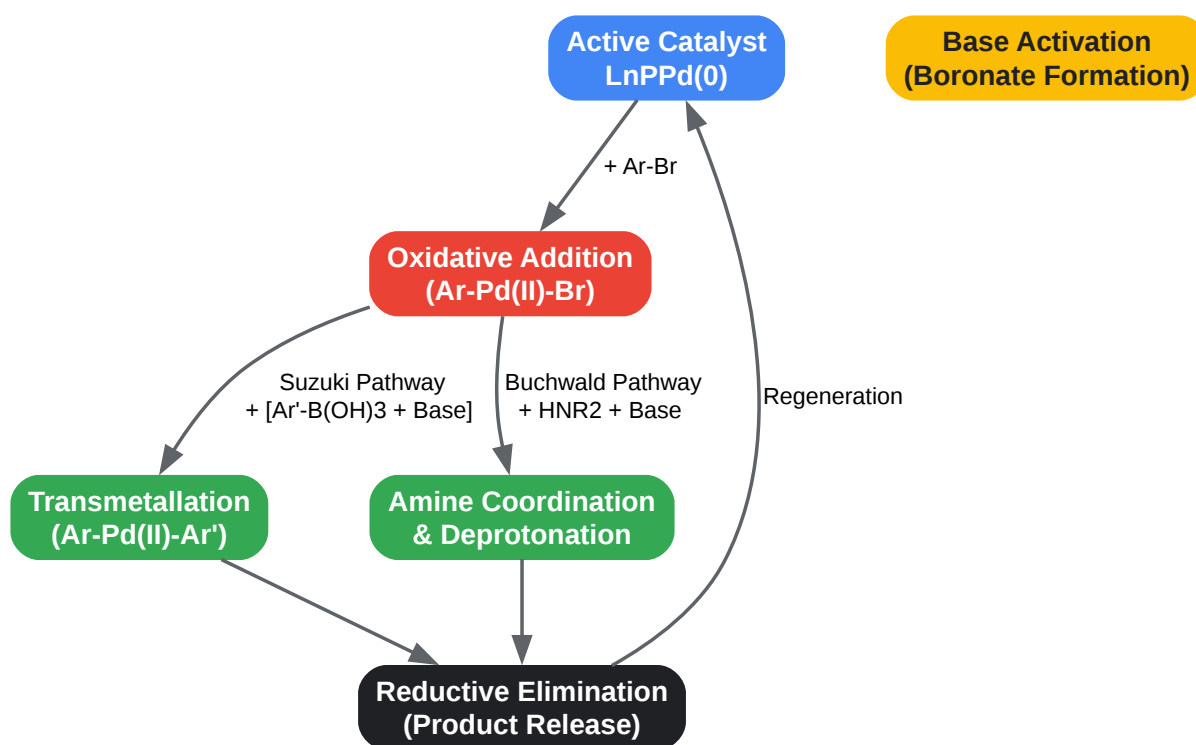 Active Catalyst
LnPPd(0)
Base Activation
(Boronate Formation)
+ Ar-Br
Oxidative Addition
(Ar-Pd(II)-Br)
Suzuki Pathway
+ [Ar'-B(OH)3 + Base]
Buchwald Pathway
+ HNR2 + Base
Regeneration
Transmetallation
(Ar-Pd(II)-Ar')
Amine Coordination
& Deprotonation
Reductive Elimination
(Product Release)